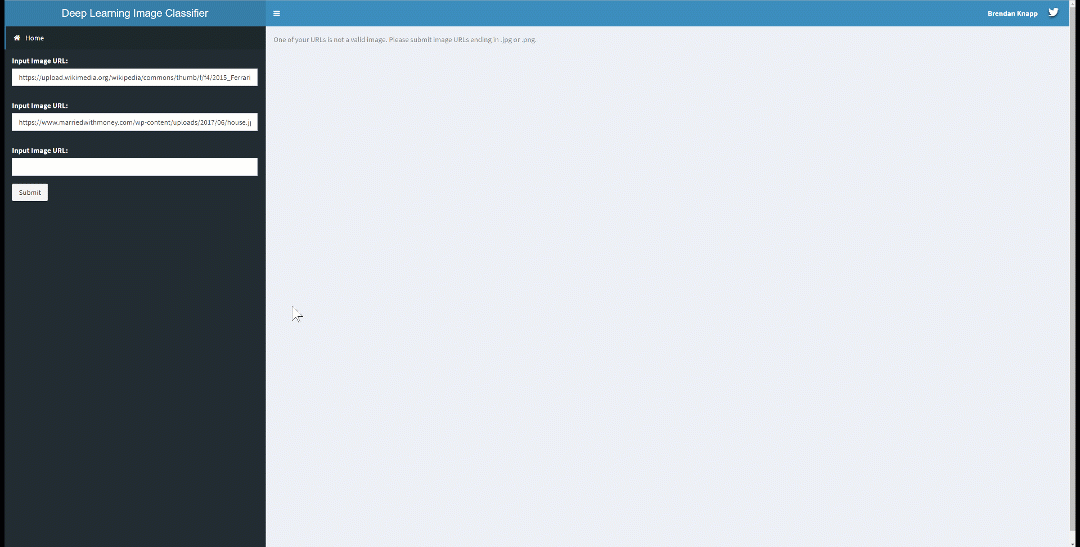 Deep Learning Image Classifier
Brendan Knapp
Home
One of your URLs is not a valid image. Please submit image URLs ending in .jpg or .png.
Input Image URL:
https://upload.wikimedia.org/wikipedia/commons/thumb/f/f4/2015_Ferrari
Input Image URL:
https://www.marriedwithmoney.com/wp-content/uploads/2017/06/house.j
Input Image URL:
Submit